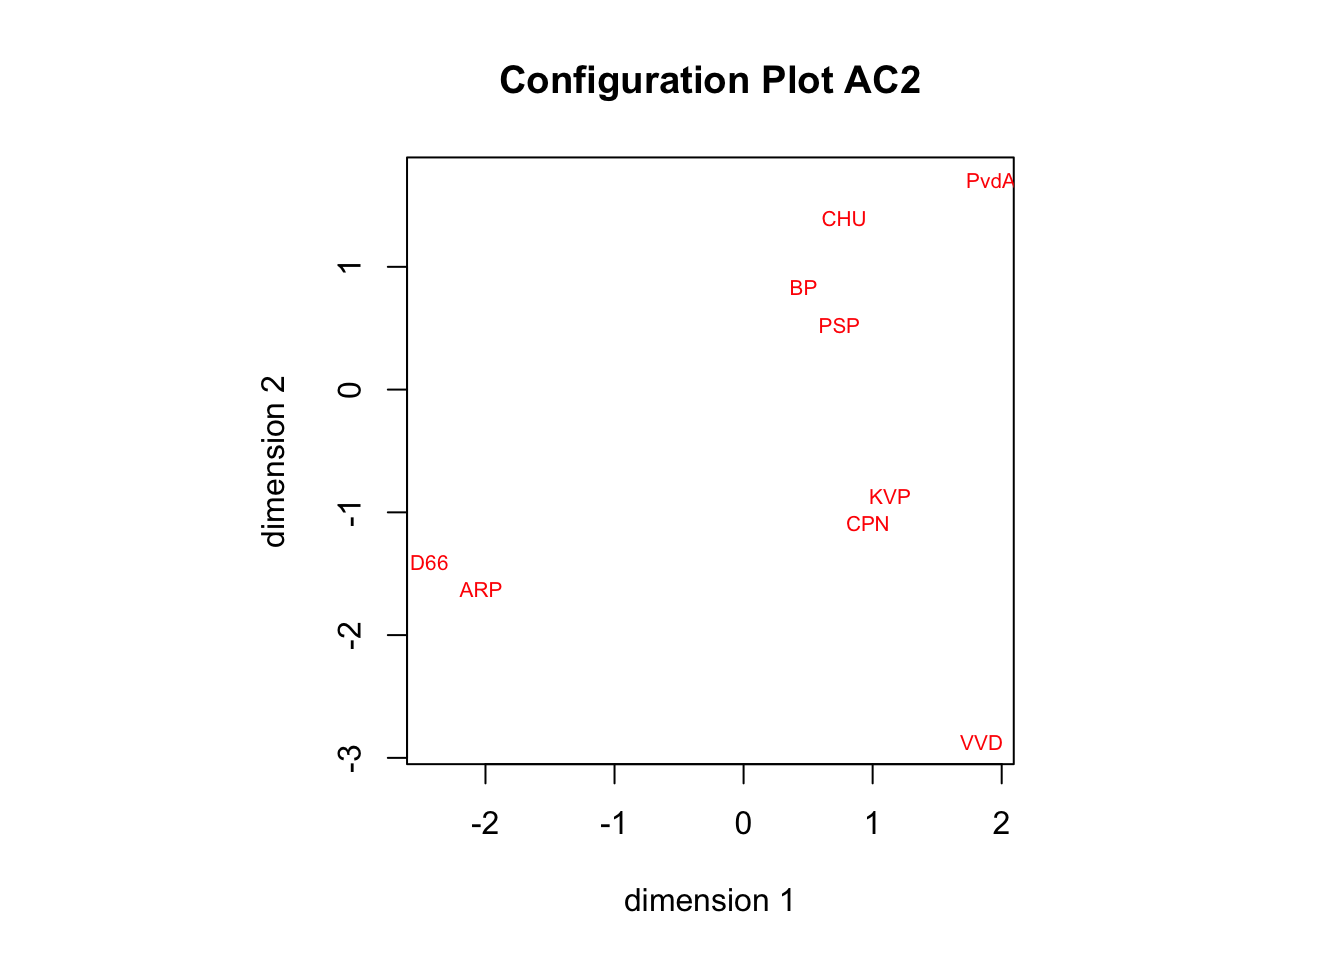 Configuration Plot AC2
PvdA
CHU
BP
PSP
KVP
CPN
D66
ARP
VVD
1
0
-1
-2
-3
dimension 2
-2 -1 0 1 2
dimension 1